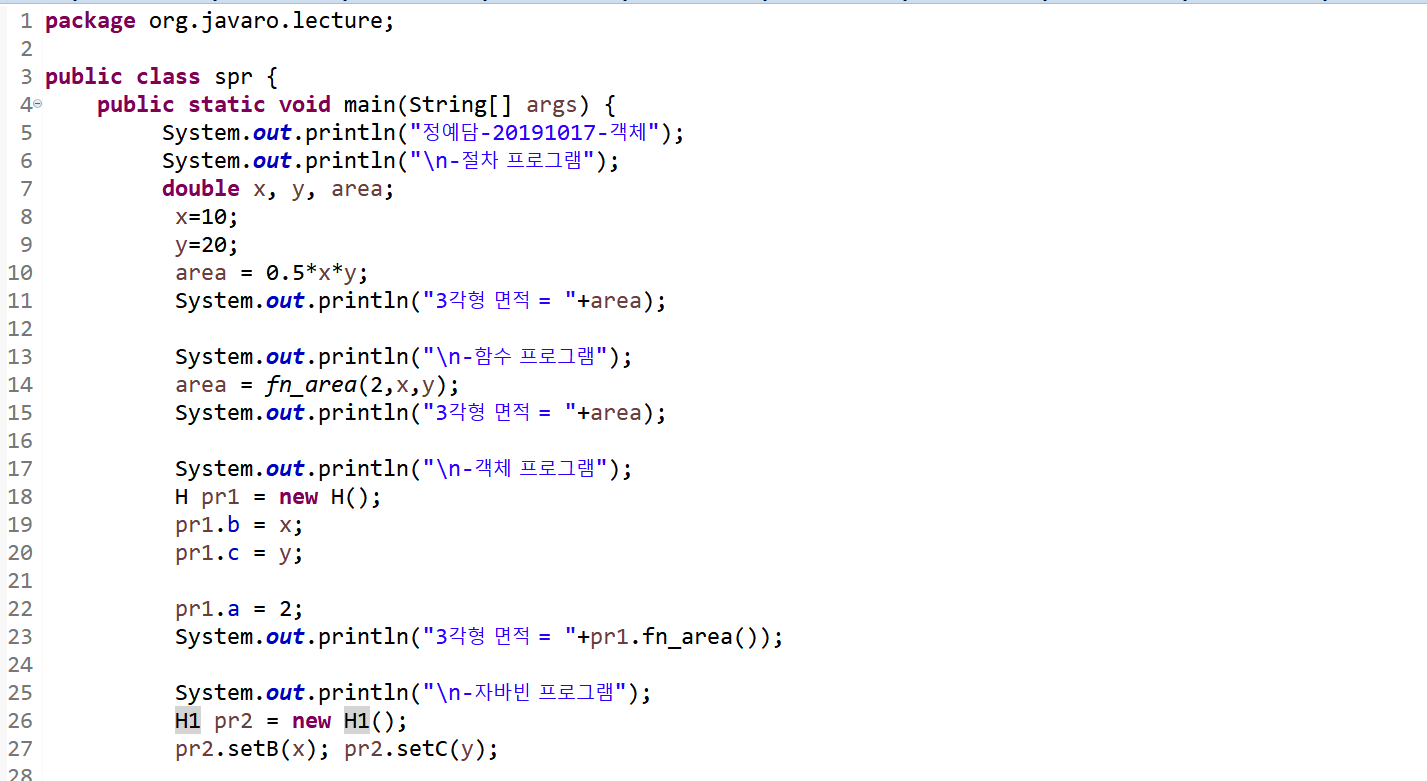 1 package org.javaro.lecture;
2
3 public class spr {
4 public static void main(String[] args) {
5 System.out.println("정예담-20191017-객체");
6 System.out.println("\n-절차 프로그램");
7 double x, y, area;
8 x=10;
9 y=20;
10 area = 0.5*x*y;
11 System.out.println("3각형 면적 = "+area);
12
13 System.out.println("\n-함수 프로그램");
14 area = fn_area(2,x,y);
15 System.out.println("3각형 면적 = "+area);
16
17 System.out.println("\n-객체 프로그램");
18 H pr1 = new H();
19 pr1.b = x;
20 pr1.c = y;
21
22 pr1.a = 2;
23 System.out.println("3각형 면적 = "+pr1.fn_area());
24
25 System.out.println("\n-자바빈 프로그램");
26 H1 pr2 = new H1();
27 pr2.setB(x); pr2.setC(y);
28